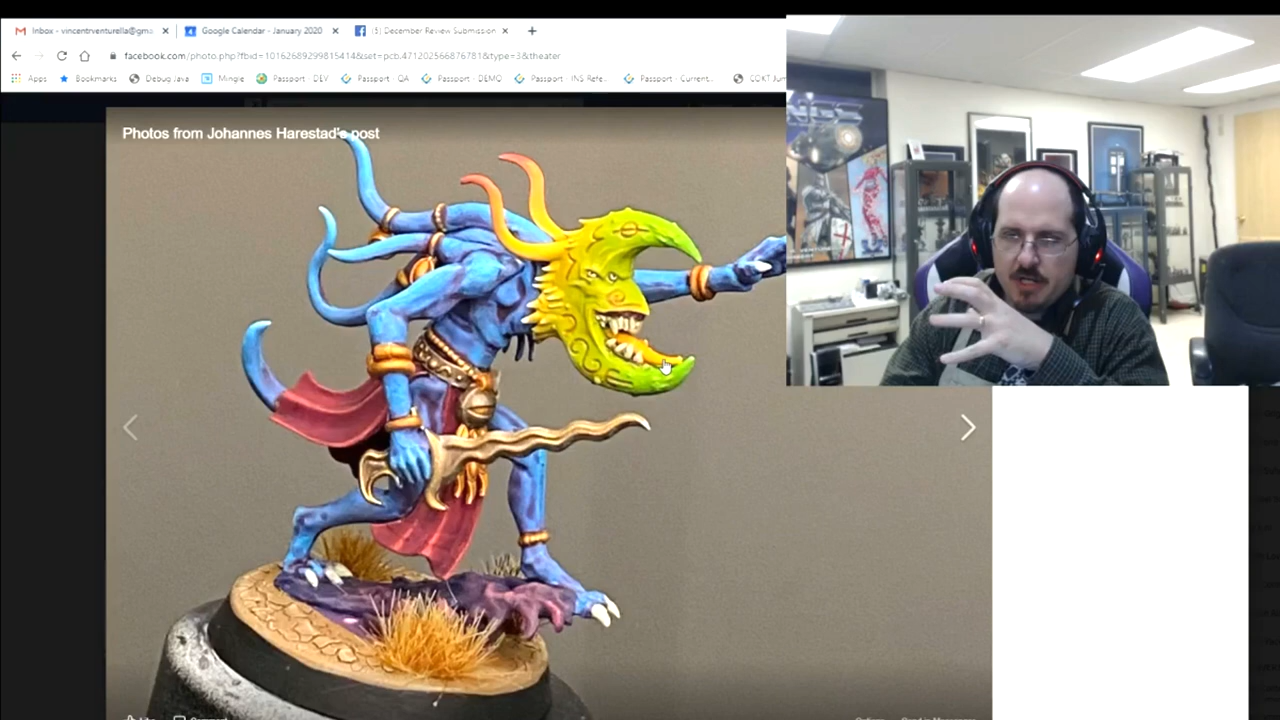 Inbox - vincentrventurella@gma
Google Calendar - January 2020
(5) December Review Submission
facebook.com/photo.php?fbid=10162689299815414&set=pcb.471202566876781&type=3&theater
Apps
Bookmarks
Debug Java
Mingle
Passport - DEV
Passport - QA
Passport - DEMO
Passport - INS Refe...
Passport - Current...
Photos from Johannes Harestad's post